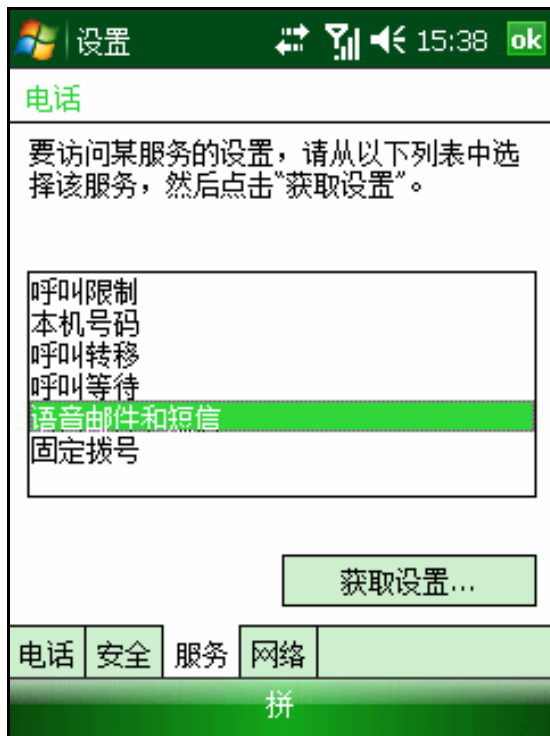 设置 15:38 ok
电话
要访问某服务的设置，请从以下列表中选
择该服务，然后点击"获取设置"。
呼叫限制
本机号码
呼叫转移
呼叫等待
语音邮件和短信
固定拨号
获取设置...
电话 安全 服务 网络
拼